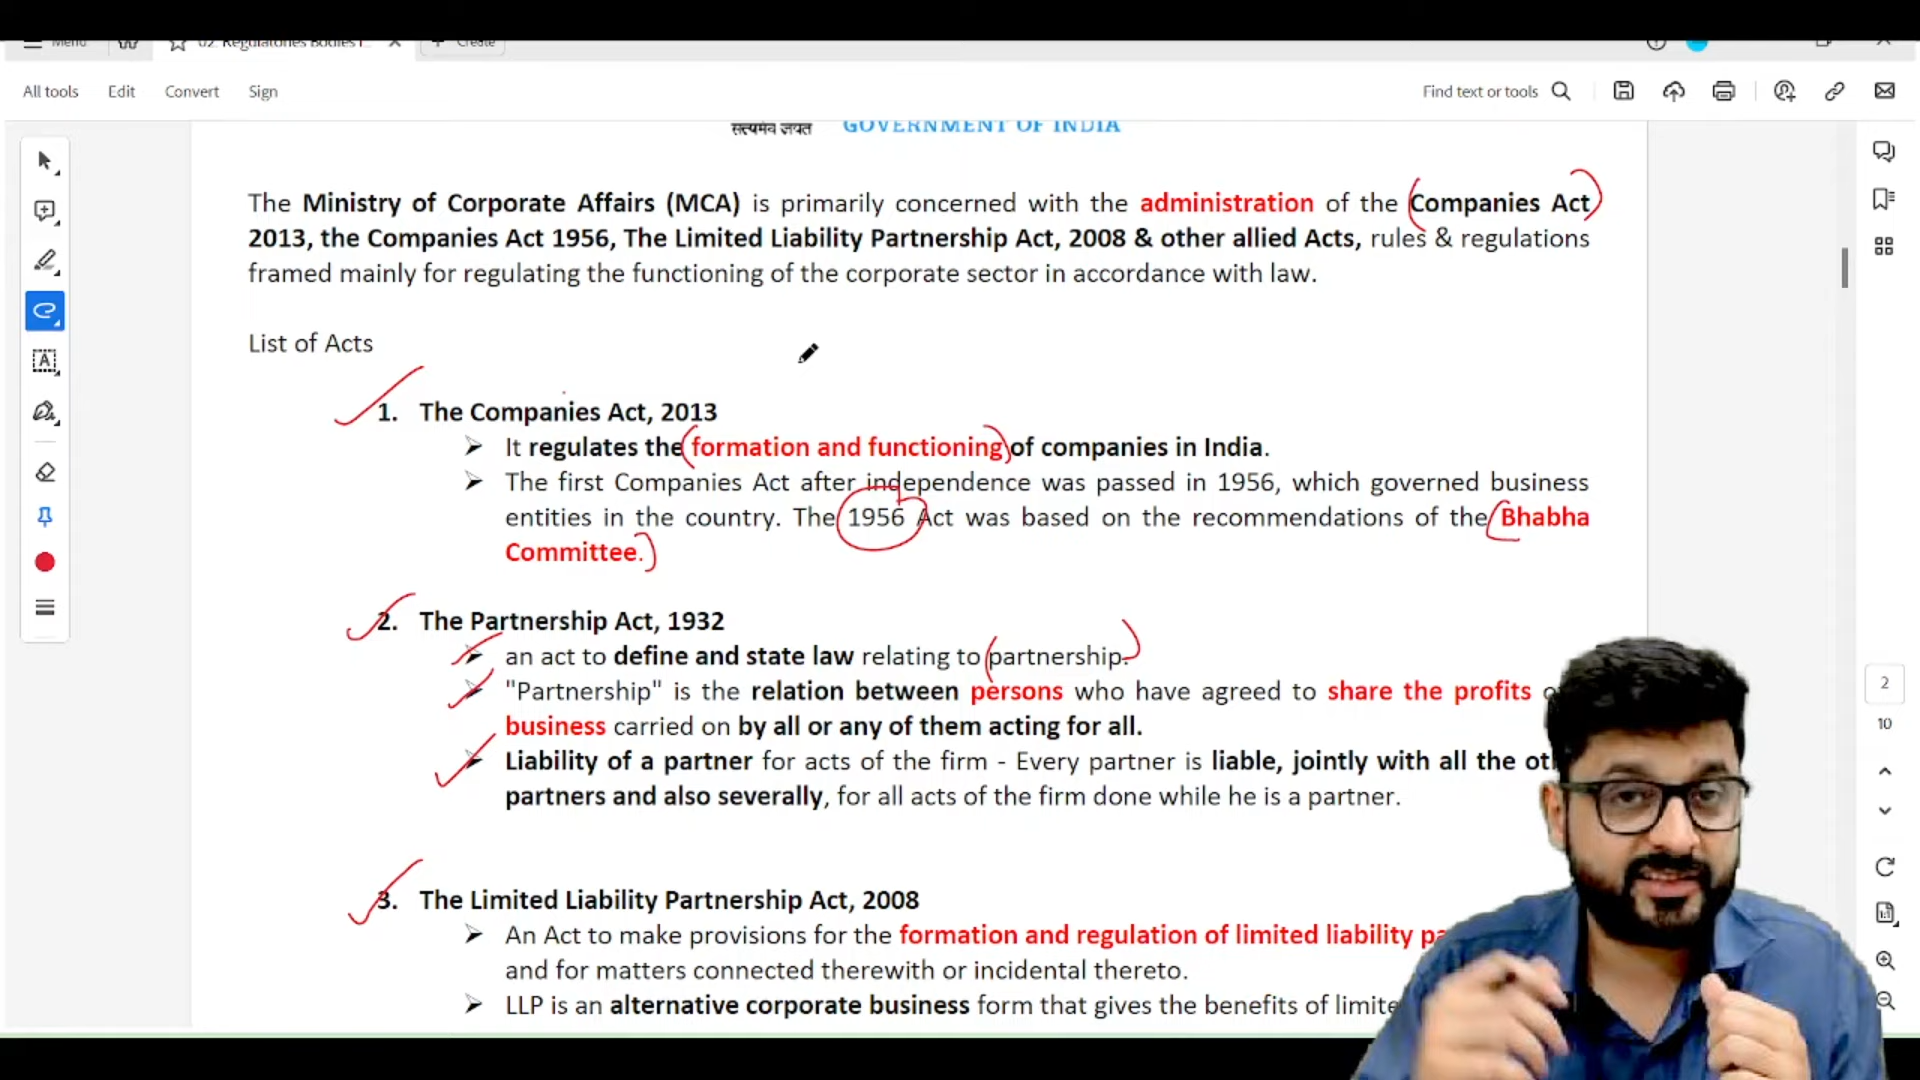 Menu
02. Regulatories Bodies I...
Create
All tools Edit Convert Sign
Find text or tools
सत्यमेव जयते GOVERNMENT OF INDIA
The Ministry of Corporate Affairs (MCA) is primarily concerned with the administration of the Companies Act
2013, the Companies Act 1956, The Limited Liability Partnership Act, 2008 & other allied Acts, rules & regulations
framed mainly for regulating the functioning of the corporate sector in accordance with law.
List of Acts
1. The Companies Act, 2013
➢ It regulates the formation and functioning of companies in India.
➢ The first Companies Act after independence was passed in 1956, which governed business
entities in the country. The 1956 Act was based on the recommendations of the Bhabha
Committee.
2. The Partnership Act, 1932
➢ an act to define and state law relating to partnership.
➢ "Partnership" is the relation between persons who have agreed to share the profits
business carried on by all or any of them acting for all.
➢ Liability of a partner for acts of the firm - Every partner is liable, jointly with all the
partners and also severally, for all acts of the firm done while he is a partner.
3. The Limited Liability Partnership Act, 2008
➢ An Act to make provisions for the formation and regulation of limited liability
and for matters connected therewith or incidental thereto.
➢ LLP is an alternative corporate business form that gives the benefits of
2
10